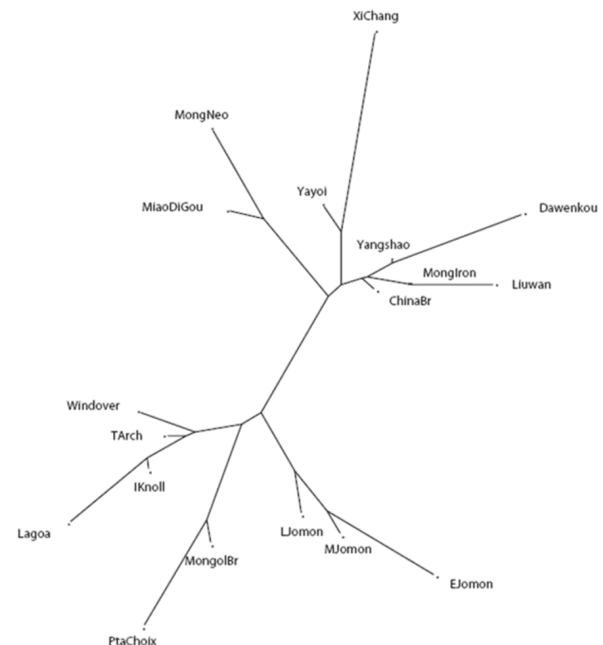 XiChang
MongNeo
Yayoi
MiaoDiGou
Dawenkou
Yangshao
MongIron
Liuwan
ChinaBr
Windover
TArch
IKnoll
Lagoa
LJomon
MJomon
MongolBr
EJomon
PtaChoix